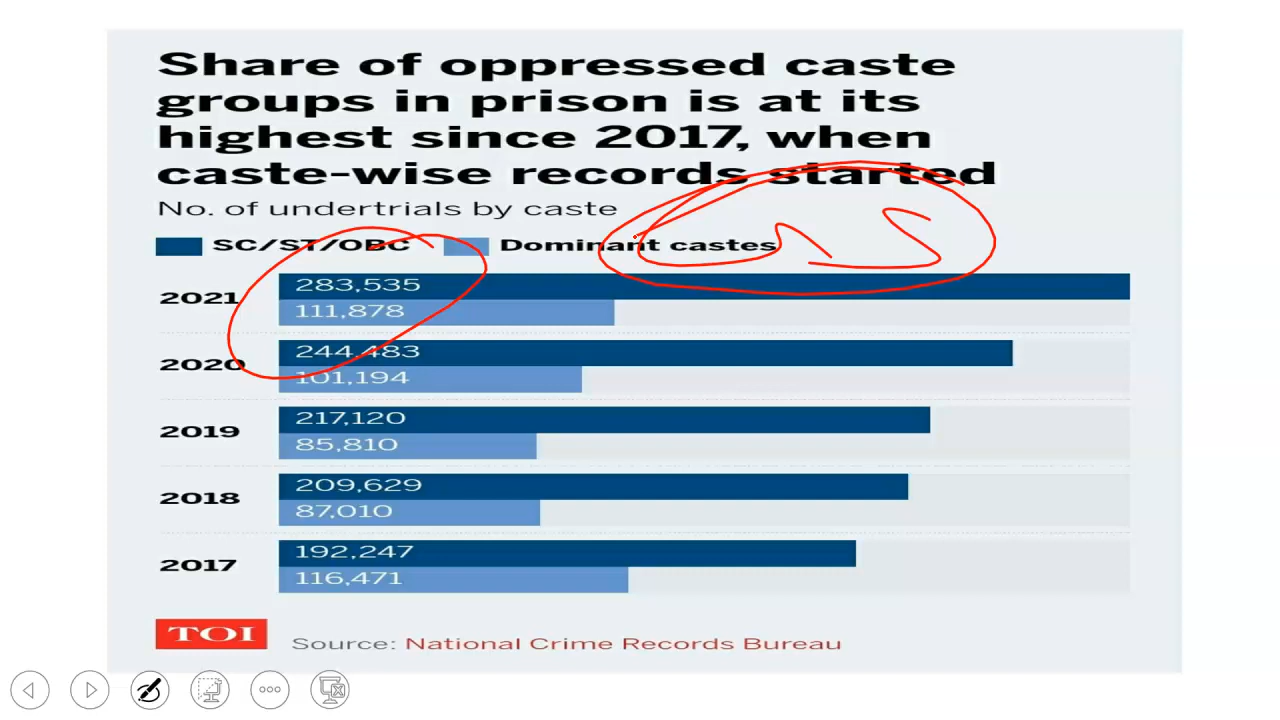 Share of oppressed caste
groups in prison is at its
highest since 2017, when
caste-wise records started
No. of undertrials by caste
SC/ST/OBC Dominant castes
2021 283,535
111,878
2020 244,483
101,194
2019 217,120
85,810
2018 209,629
87,010
2017 192,247
116,471
TOI Source: National Crime Records Bureau